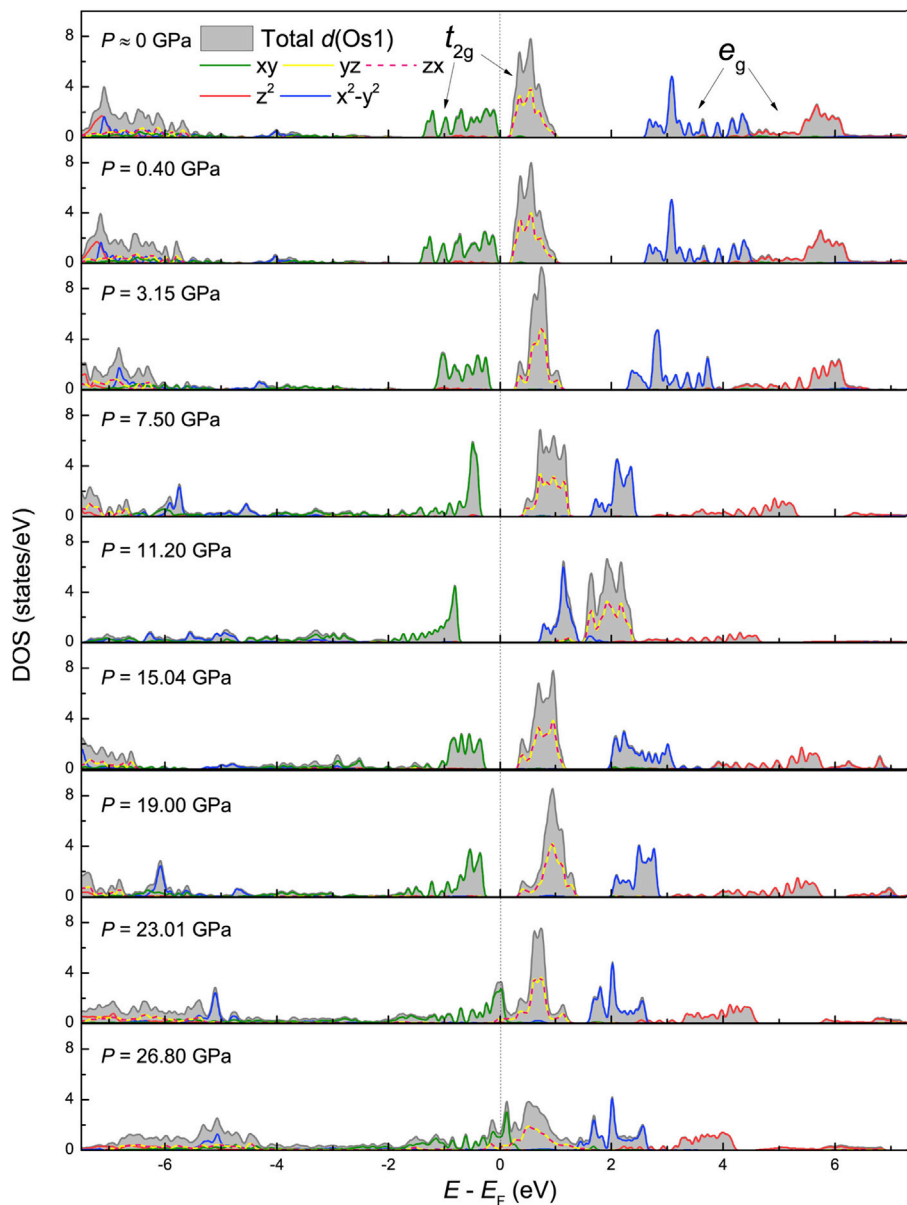 P ≈ 0 GPa
Total d(Os1)
xy
yz
zx
z²
x²-y²
t2g
eg
8
4
0
P = 0.40 GPa
8
4
0
P = 3.15 GPa
8
4
0
P = 7.50 GPa
8
4
0
P = 11.20 GPa
8
4
0
P = 15.04 GPa
8
4
0
P = 19.00 GPa
8
4
0
P = 23.01 GPa
8
4
0
P = 26.80 GPa
8
4
0
DOS (states/eV)
-6 -4 -2 0 2 4 6
E - EF (eV)